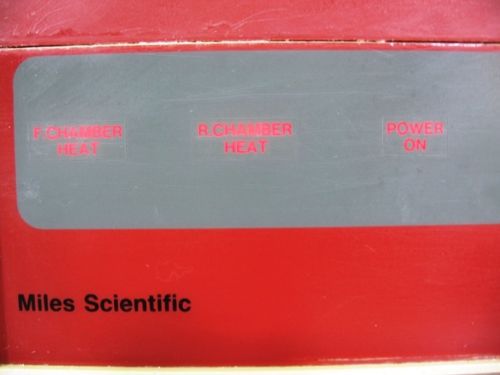 F.CHAMBER
HEAT
R.CHAMBER
HEAT
POWER
ON
Miles Scientific